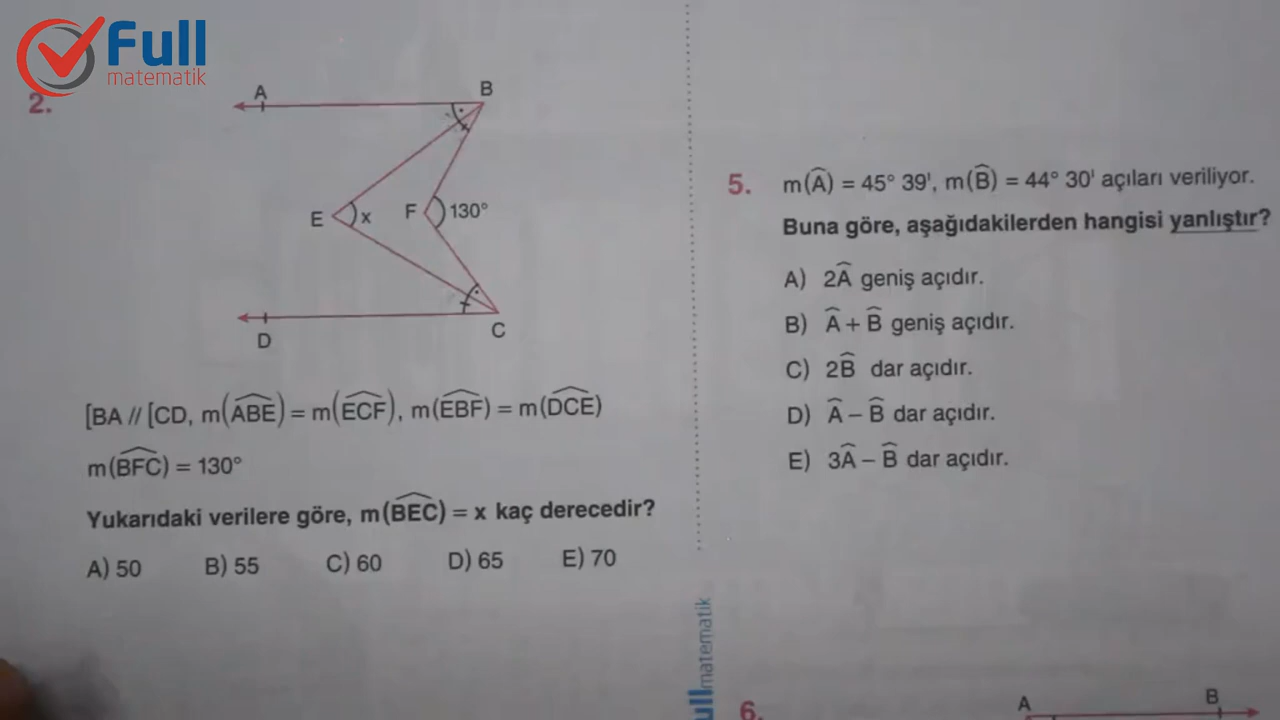 Full
matematik
2.
A
B
E
x
F
130°
D
C
[BA // [CD, m(ABE) = m(ECF), m(EBF) = m(DCE)
m(BFC) = 130°
Yukarıdaki verilere göre, m(BEC) = x kaç derecedir?
A) 50 B) 55 C) 60 D) 65 E) 70
5. m(A) = 45° 39', m(B) = 44° 30' açıları veriliyor.
Buna göre, aşağıdakilerden hangisi yanlıştır?
A) 2A geniş açıdır.
B) A + B geniş açıdır.
C) 2B dar açıdır.
D) A – B dar açıdır.
E) 3A – B dar açıdır.
ullmatematik
6.
A
B